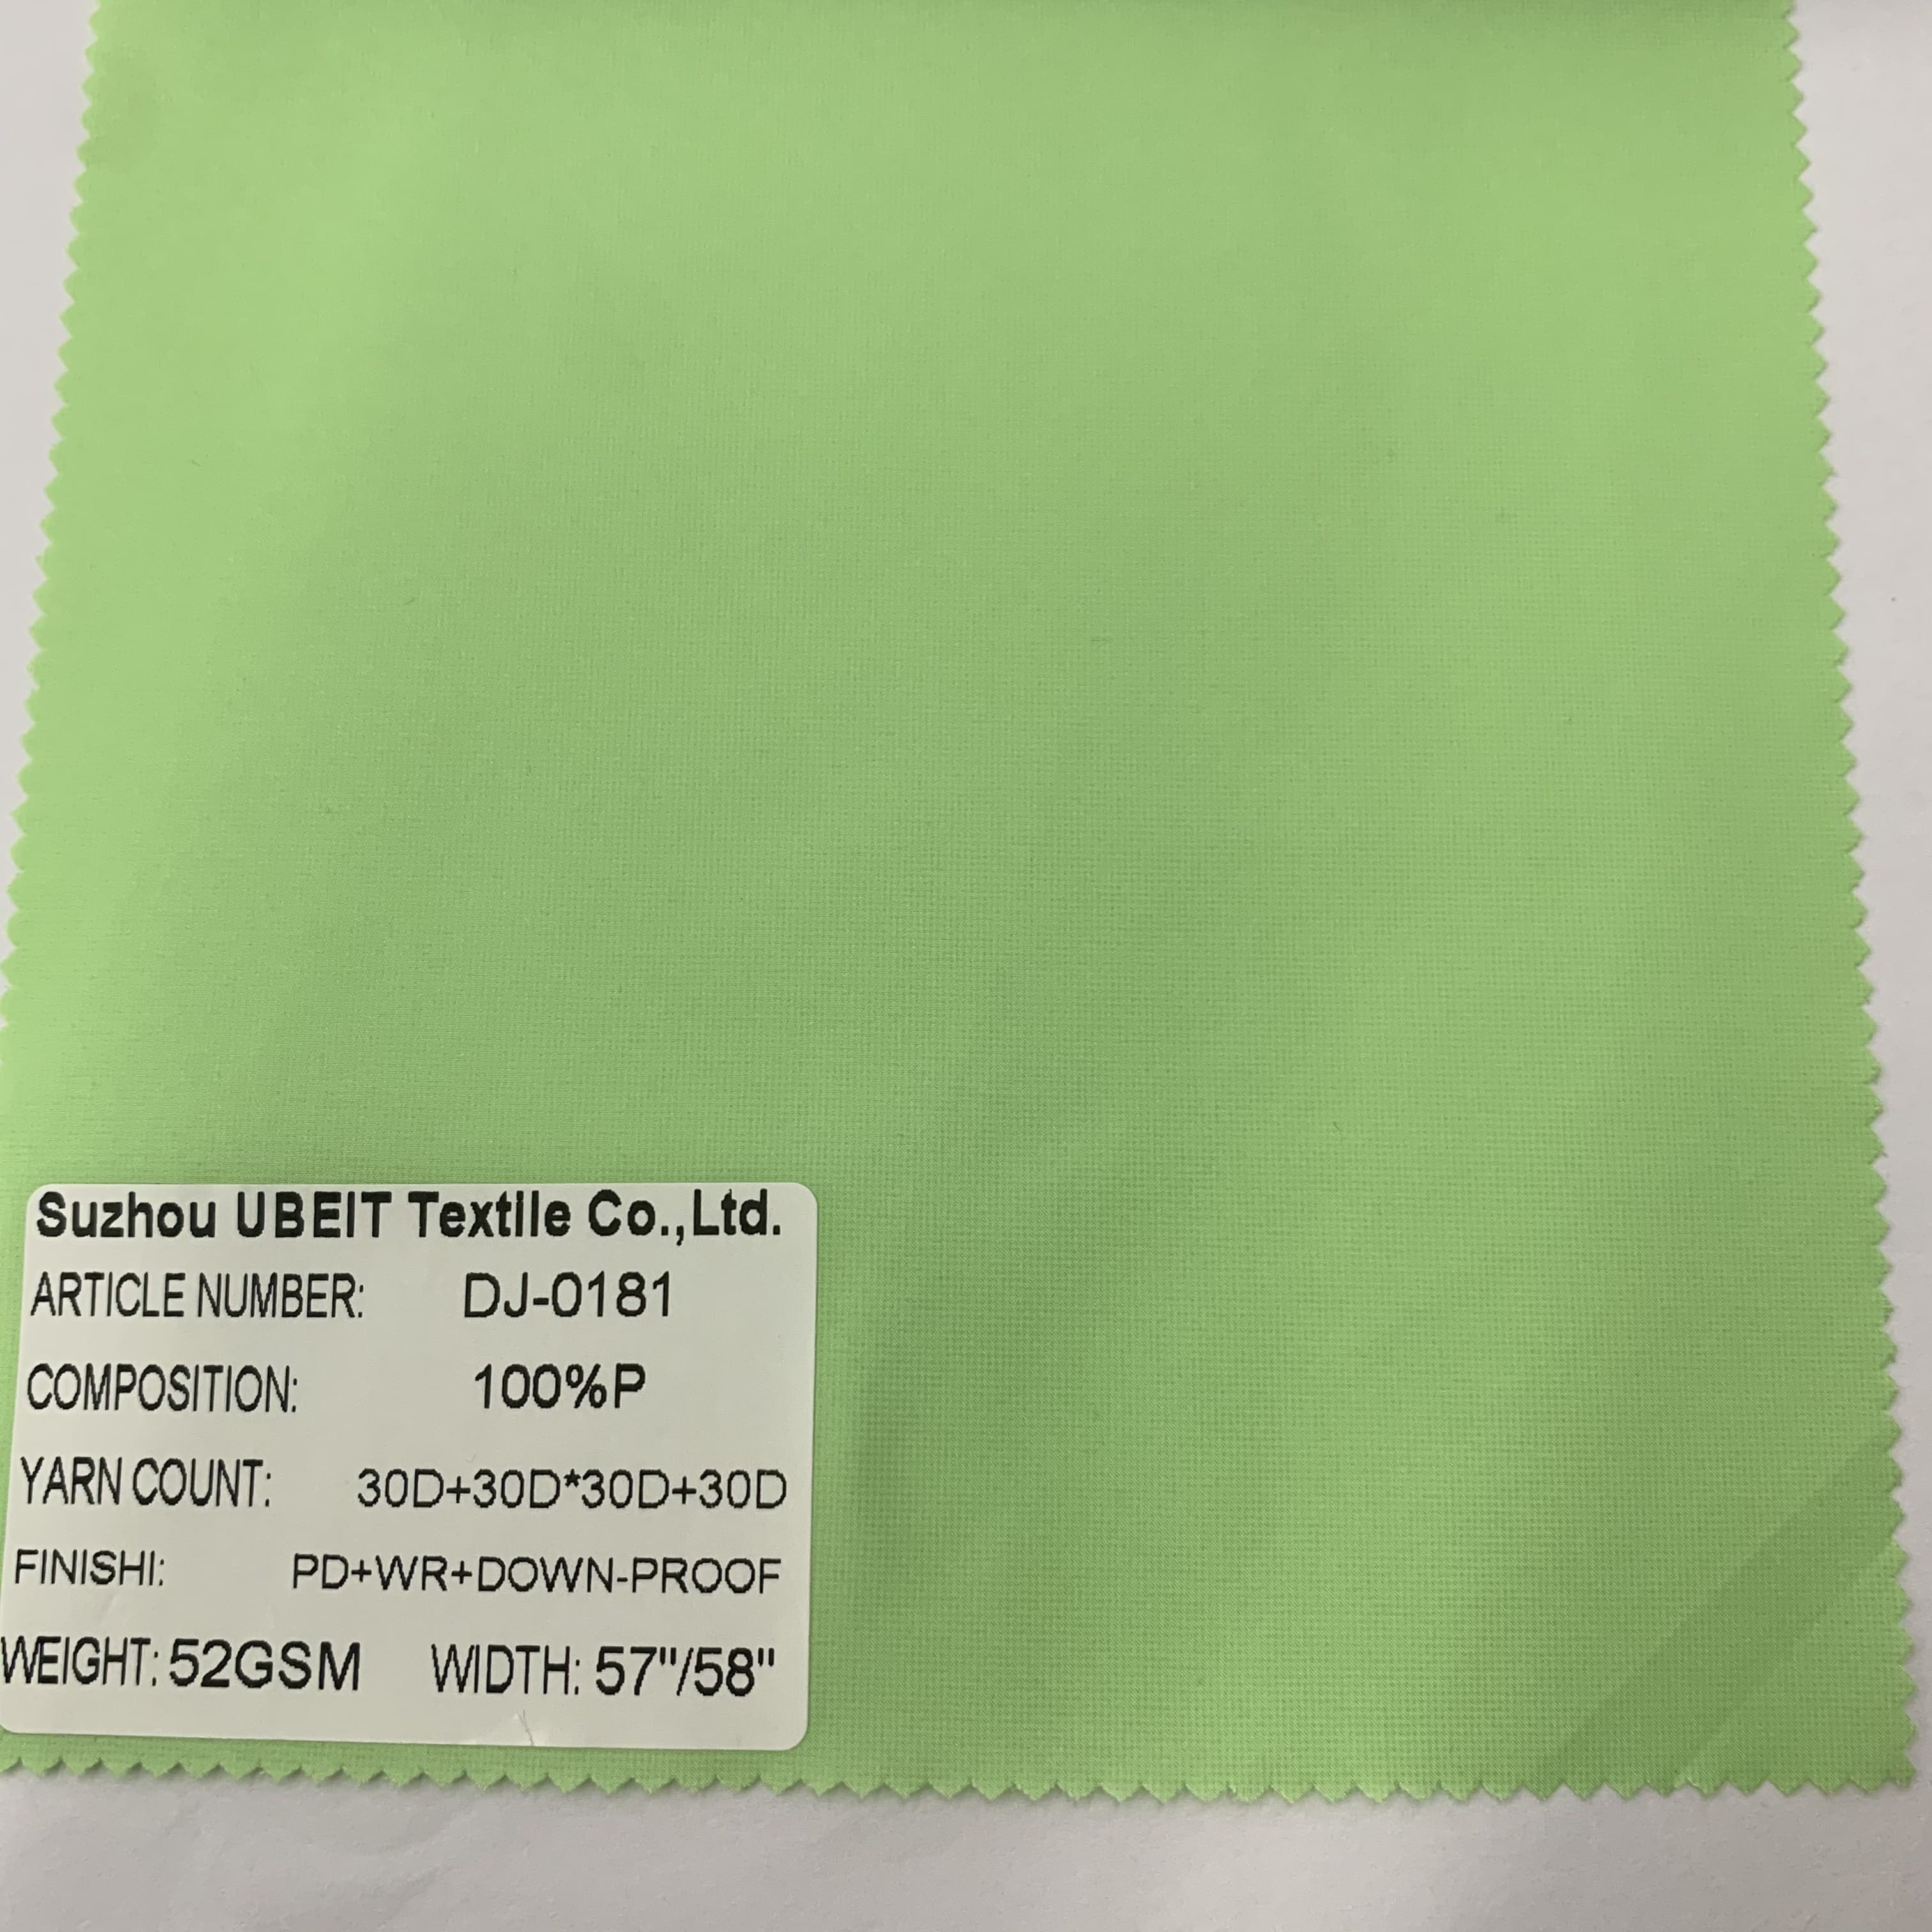 Suzhou UBEIT Textile Co.,Ltd.
ARTICLE NUMBER: DJ-0181
COMPOSITION: 100%P
YARN COUNT: 30D+30D*30D+30D
FINISHI: PD+WR+DOWN-PROOF
WEIGHT: 52GSM WIDTH: 57"/58"